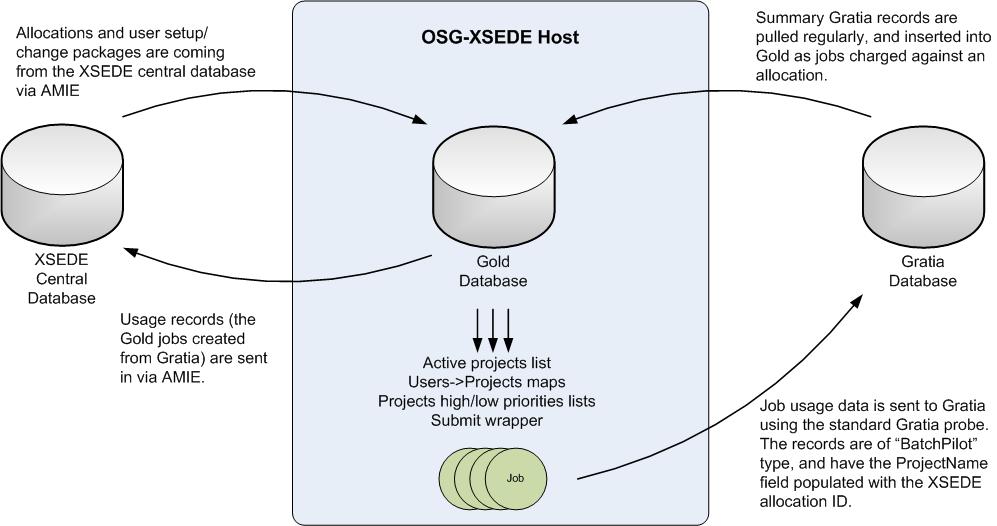 Allocations and user setup/
change packages are coming
from the XSEDE central database
via AMIE
OSG-XSEDE Host
Summary Gratia records are
pulled regularly, and inserted into
Gold as jobs charged against an
allocation.
XSEDE
Central
Database
Gold
Database
Gratia
Database
Usage records (the
Gold jobs created
from Gratia) are sent
in via AMIE.
Active projects list
Users->Projects maps
Projects high/low priorities lists
Submit wrapper
Job
Job usage data is sent to Gratia
using the standard Gratia probe.
The records are of “BatchPilot”
type, and have the ProjectName
field populated with the XSEDE
allocation ID.